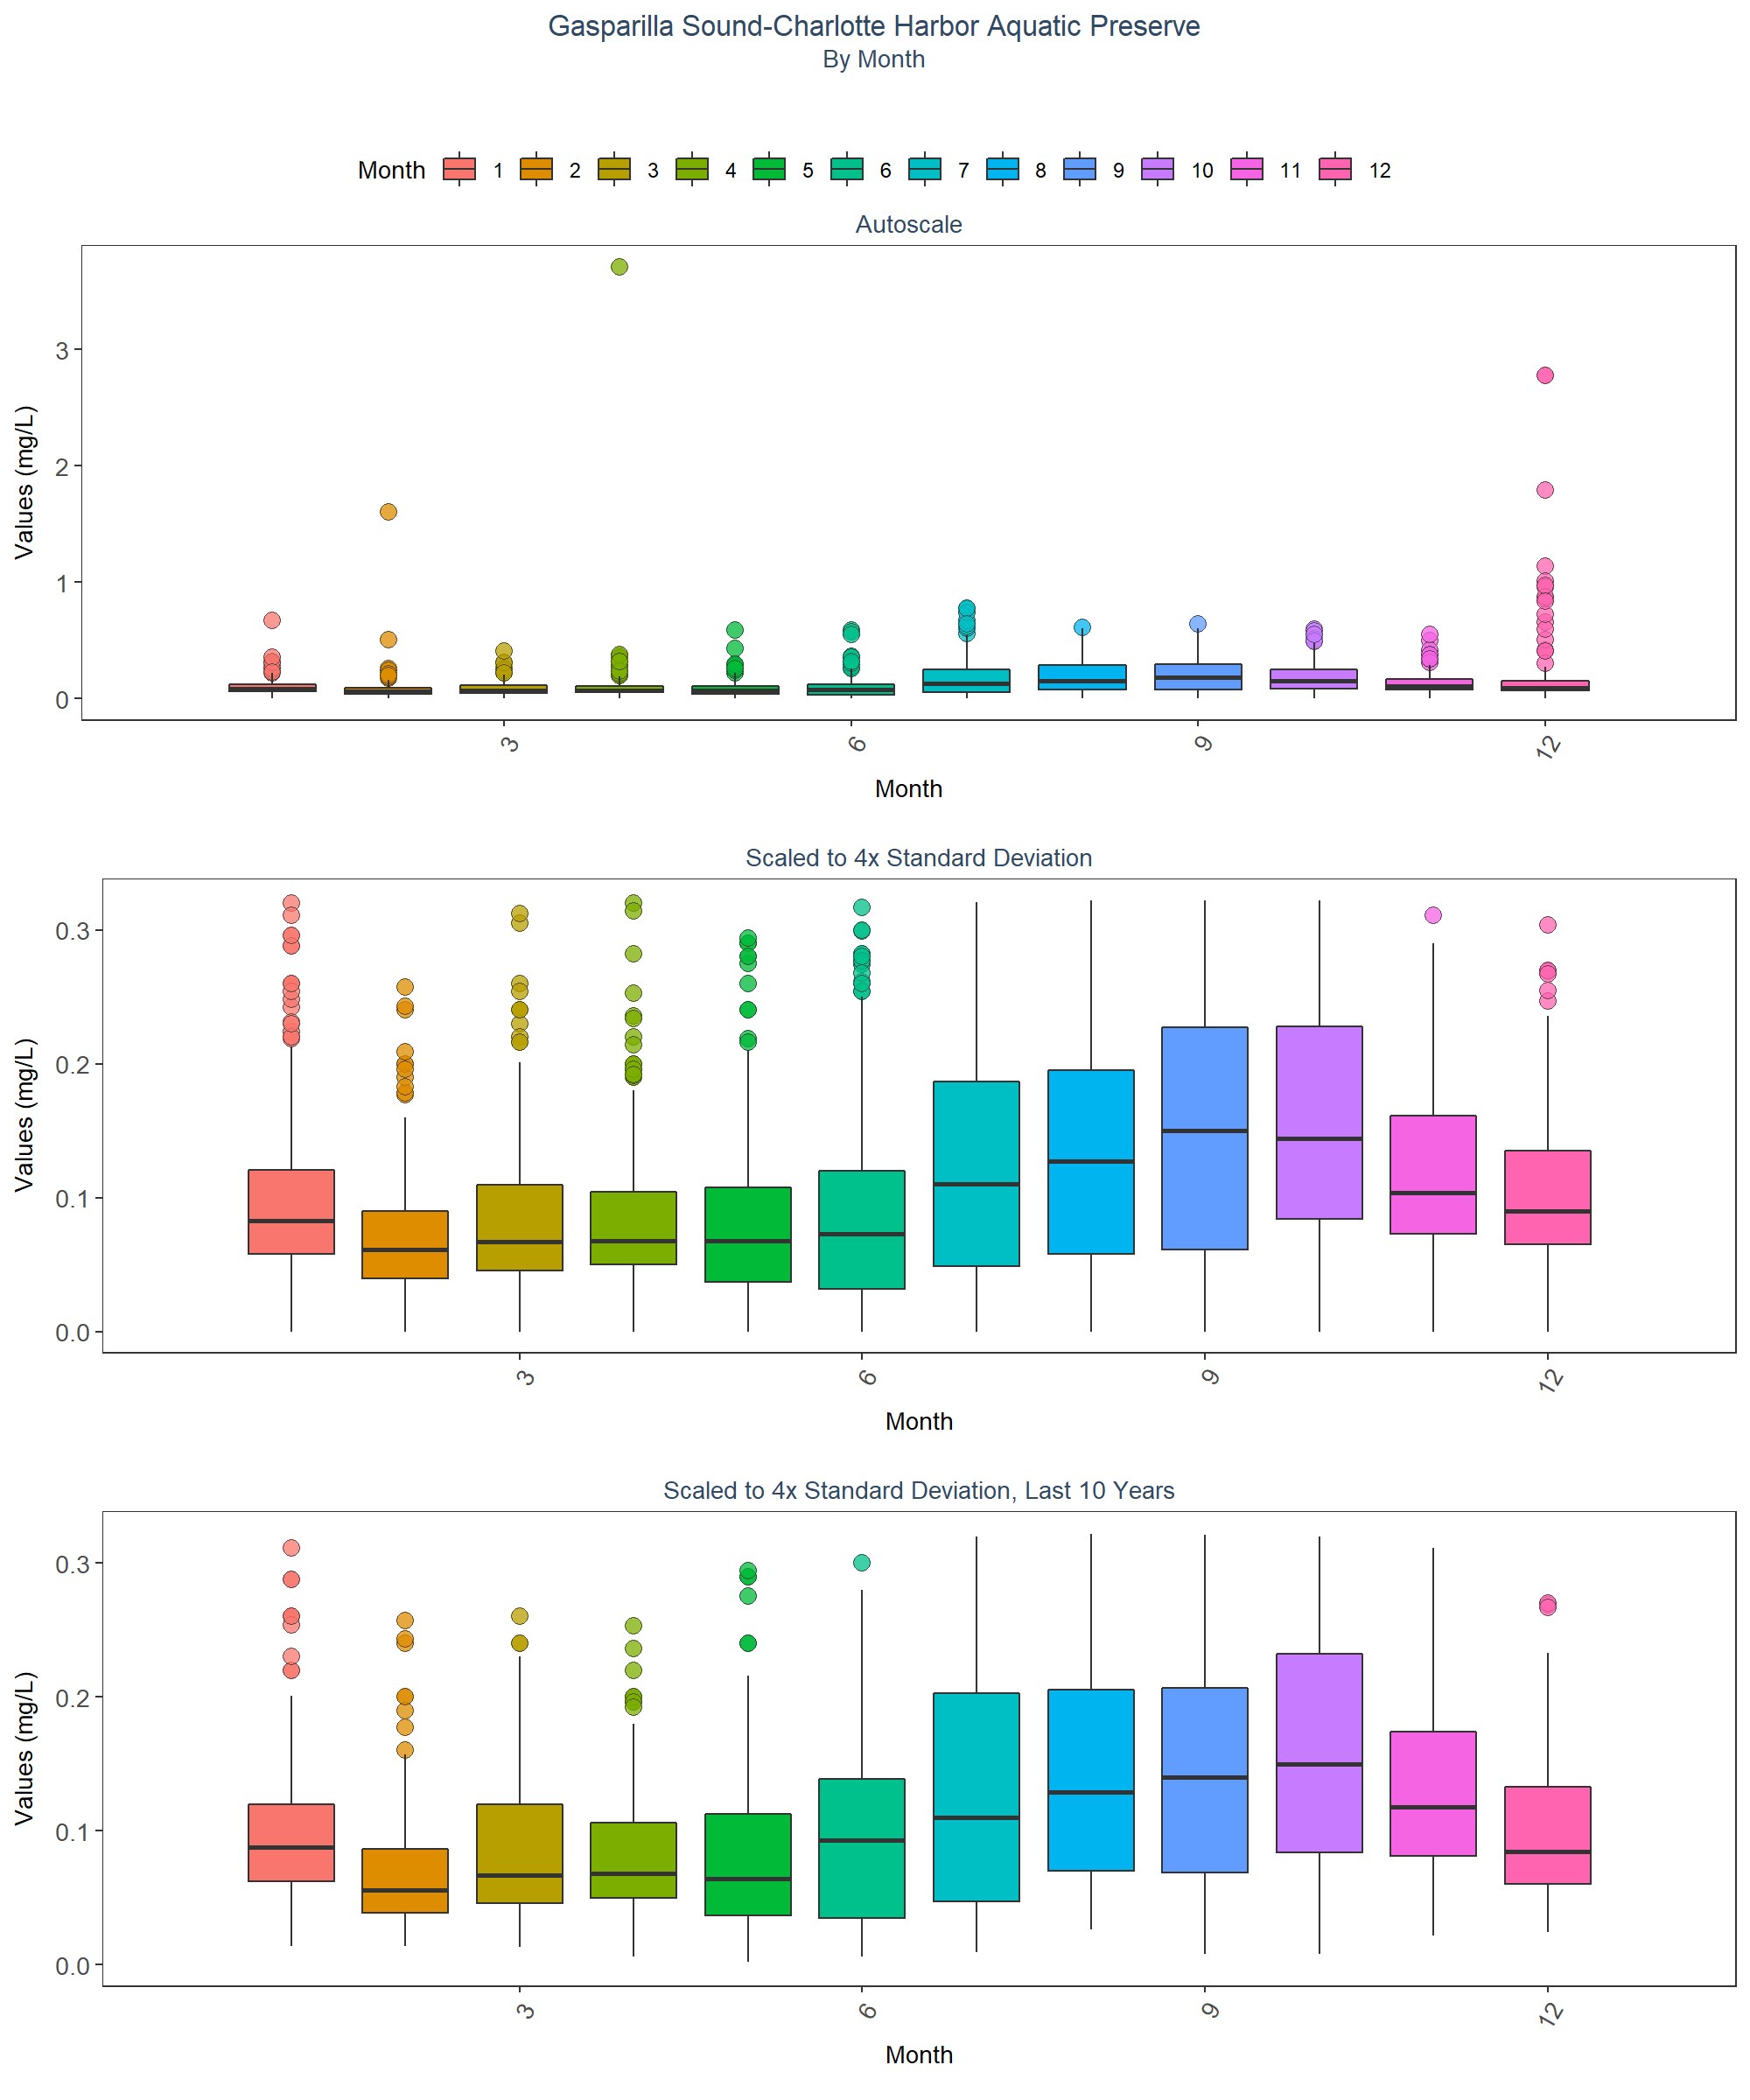 Gasparilla Sound-Charlotte Harbor Aquatic Preserve
By Month
Month 1 2 3 4 5 6 7 8 9 10 11 12
Autoscale
Values (mg/L)
3
2
1
0
3 6 9 12
Month
Scaled to 4x Standard Deviation
Values (mg/L)
0.3
0.2
0.1
0.0
3 6 9 12
Month
Scaled to 4x Standard Deviation, Last 10 Years
Values (mg/L)
0.3
0.2
0.1
0.0
3 6 9 12
Month